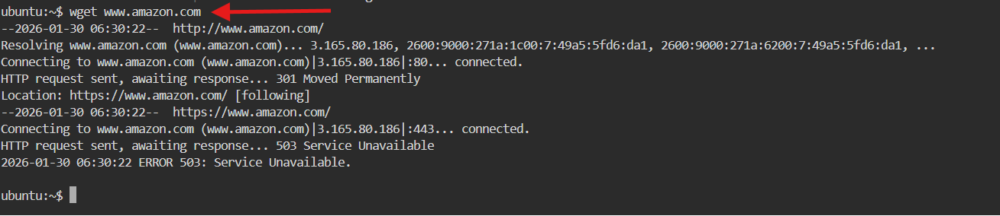 ubuntu:~$ wget www.amazon.com
--2026-01-30 06:30:22--  http://www.amazon.com/
Resolving www.amazon.com (www.amazon.com)... 3.165.80.186, 2600:9000:271a:1c00:7:49a5:5fd6:da1, 2600:9000:271a:6200:7:49a5:5fd6:da1, ...
Connecting to www.amazon.com (www.amazon.com)|3.165.80.186|:80... connected.
HTTP request sent, awaiting response... 301 Moved Permanently
Location: https://www.amazon.com/ [following]
--2026-01-30 06:30:22--  https://www.amazon.com/
Connecting to www.amazon.com (www.amazon.com)|3.165.80.186|:443... connected.
HTTP request sent, awaiting response... 503 Service Unavailable
2026-01-30 06:30:22 ERROR 503: Service Unavailable.
ubuntu:~$